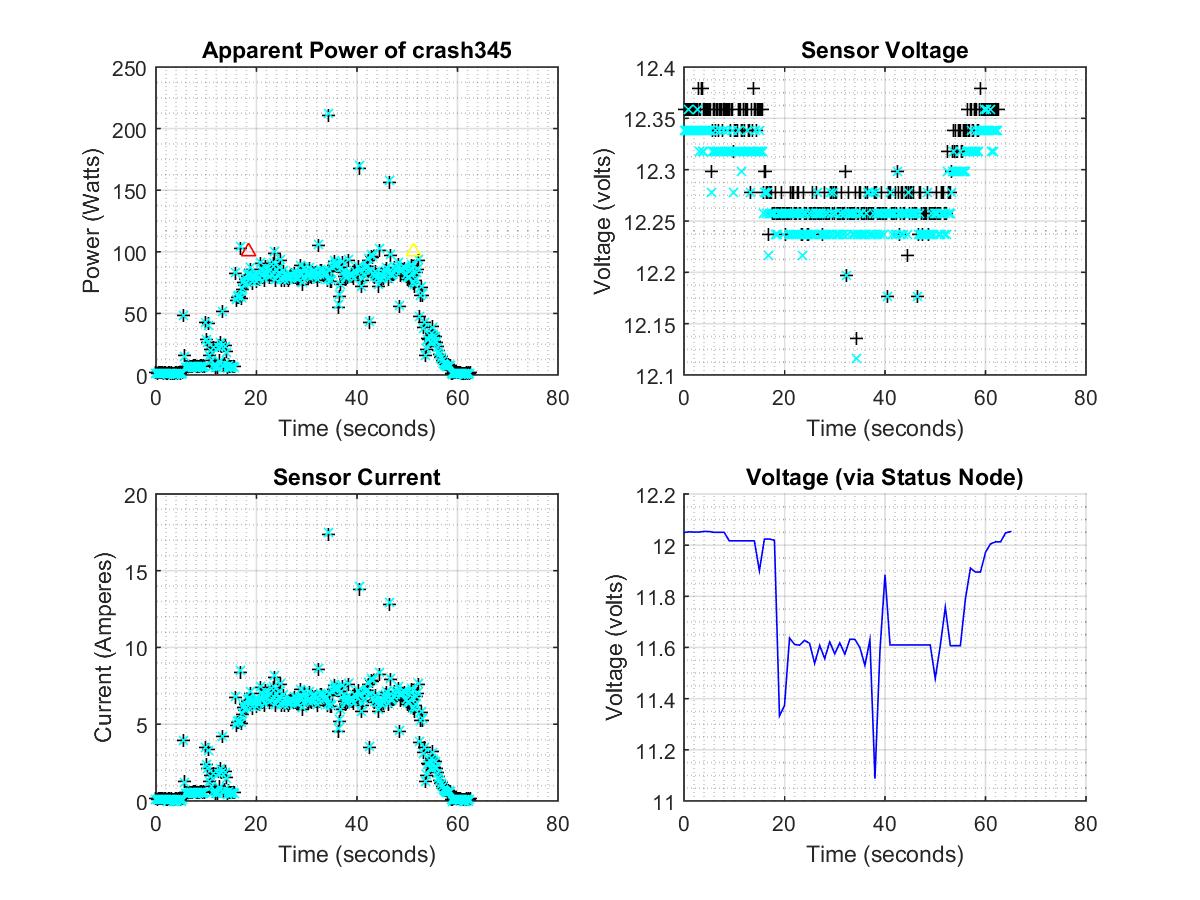 Apparent Power of crash345
250
200
150
100
50
0
Power (Watts)
0 20 40 60 80
Time (seconds)
Sensor Voltage
12.4
12.35
12.3
12.25
12.2
12.15
12.1
Voltage (volts)
0 20 40 60 80
Time (seconds)
Sensor Current
20
15
10
5
0
Current (Amperes)
0 20 40 60 80
Time (seconds)
Voltage (via Status Node)
12.2
12
11.8
11.6
11.4
11.2
11
Voltage (volts)
0 20 40 60 80
Time (seconds)